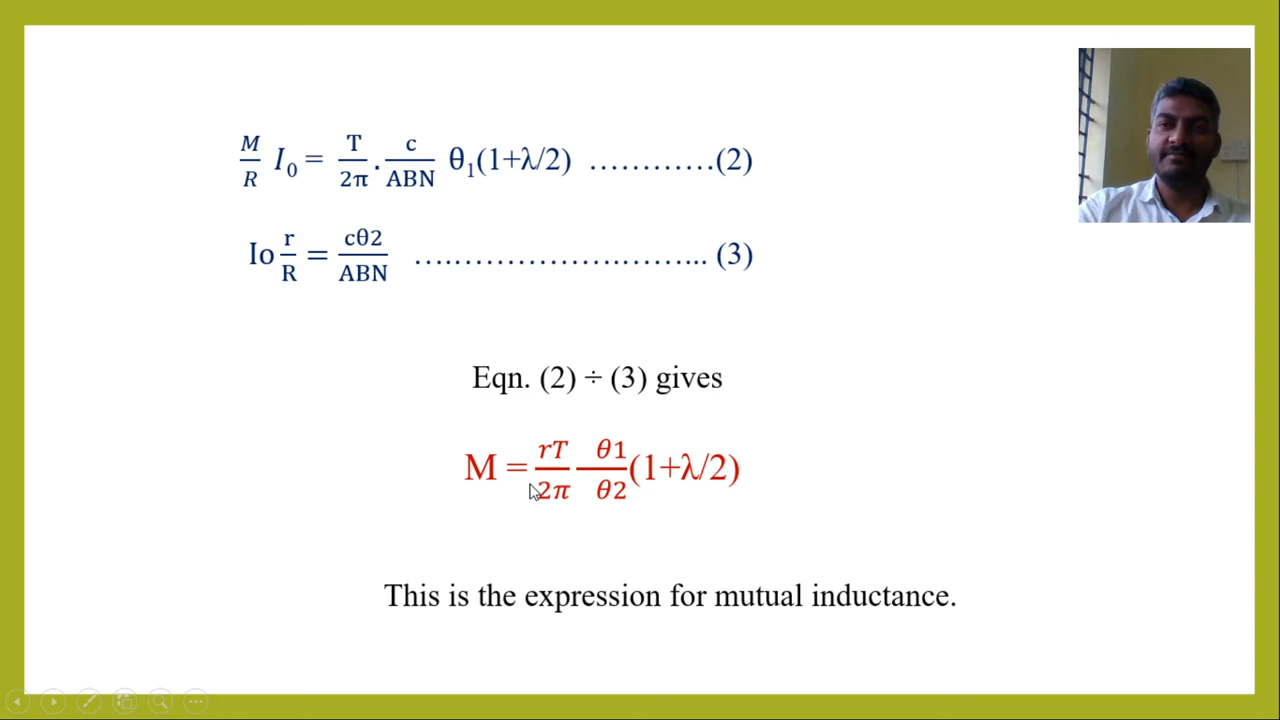 M/R I₀ = T/2π . c/ABN θ₁(1+λ/2) …………(2)
Io r/R = cθ2/ABN ….……………….……... (3)
Eqn. (2) ÷ (3) gives
M = rT/2π θ1/θ2 (1+λ/2)
This is the expression for mutual inductance.